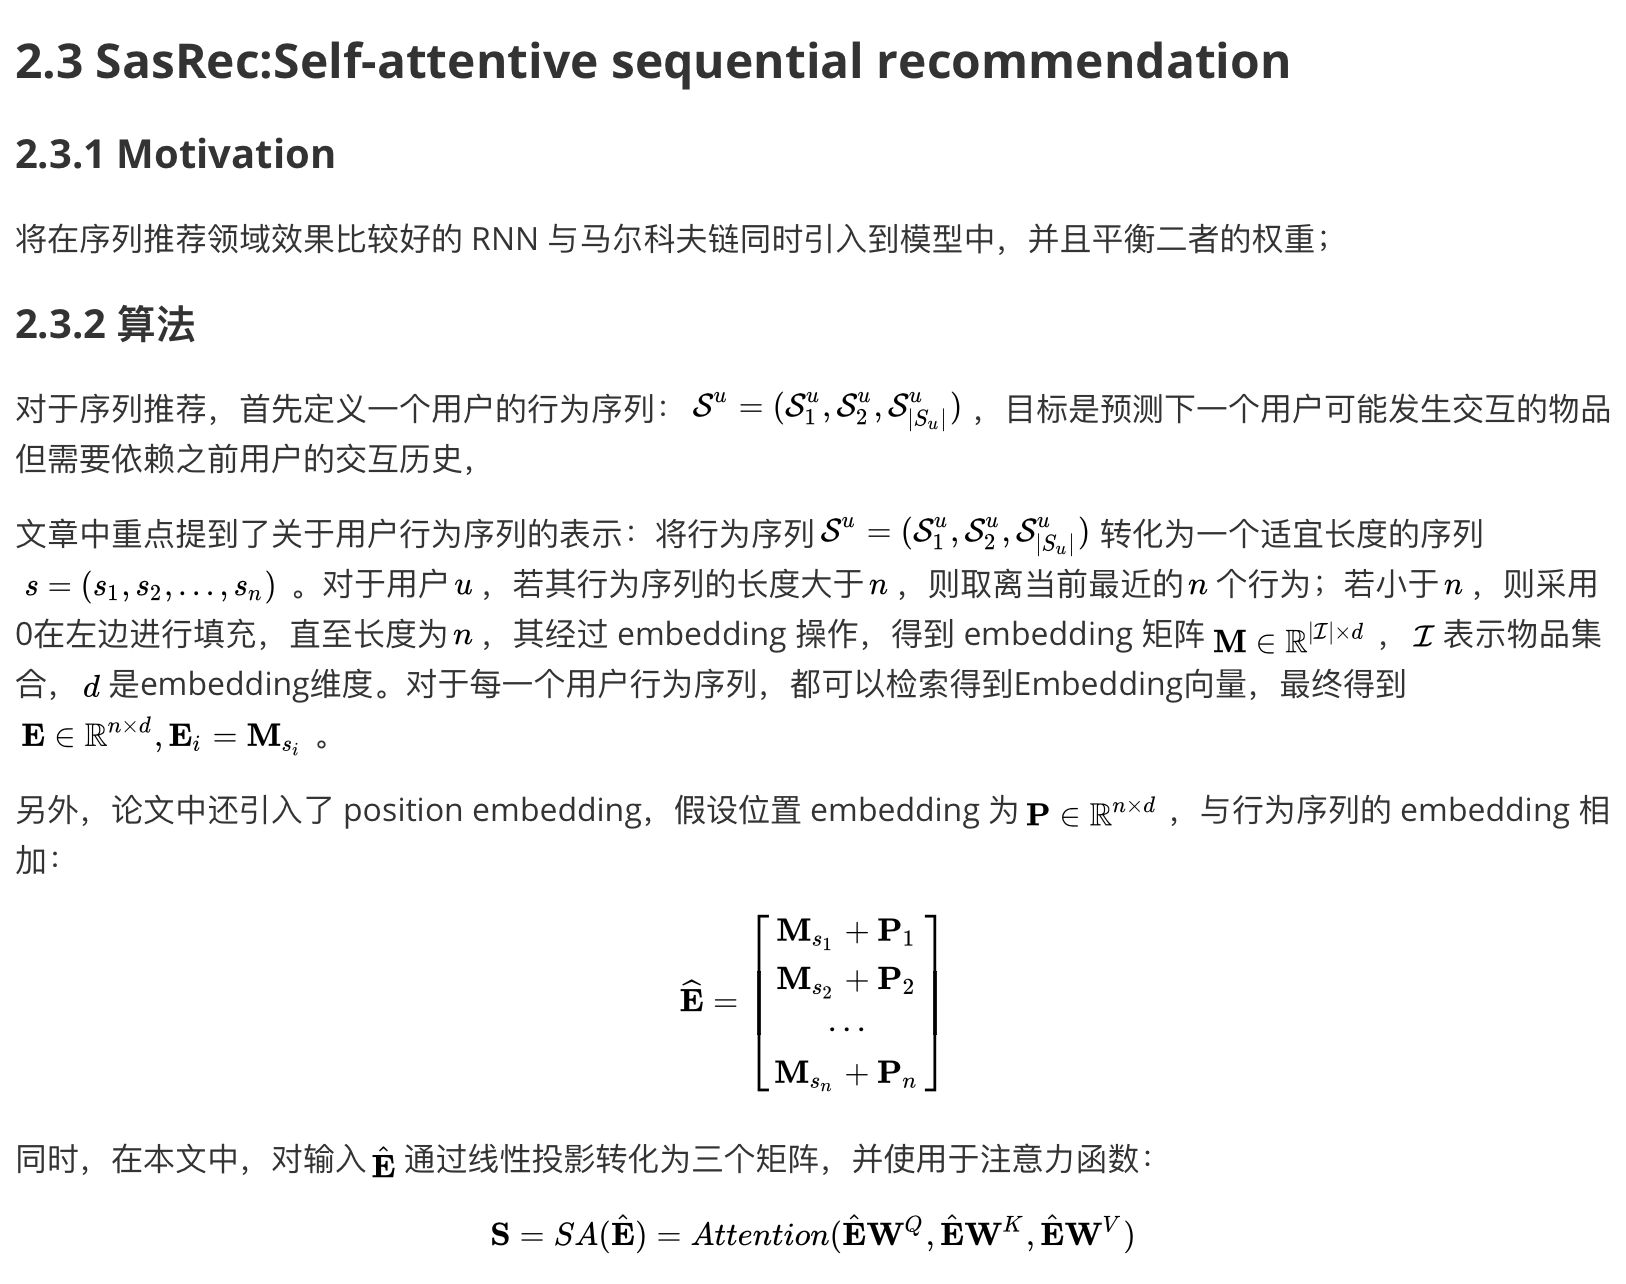 2.3 SasRec:Self-attentive sequential recommendation
2.3.1 Motivation
将在序列推荐领域效果比较好的 RNN 与马尔科夫链同时引入到模型中，并且平衡二者的权重；
2.3.2 算法
对于序列推荐，首先定义一个用户的行为序列： $\mathcal{S}^u = (\mathcal{S}_1^u, \mathcal{S}_2^u, \mathcal{S}_{|S_u|}^u)$ ，目标是预测下一个用户可能发生交互的物品
但需要依赖之前用户的交互历史，
文章中重点提到了关于用户行为序列的表示：将行为序列 $\mathcal{S}^u = (\mathcal{S}_1^u, \mathcal{S}_2^u, \mathcal{S}_{|S_u|}^u)$ 转化为一个适宜长度的序列
$s = (s_1, s_2, \ldots, s_n)$ 。对于用户 $u$ ，若其行为序列的长度大于 $n$ ，则取离当前最近的 $n$ 个行为；若小于 $n$ ，则采用
0在左边进行填充，直至长度为 $n$ ，其经过 embedding 操作，得到 embedding 矩阵 $\mathbf{M} \in \mathbb{R}^{|\mathcal{I}| \times d}$ ， $\mathcal{I}$ 表示物品集
合， $d$ 是embedding维度。对于每一个用户行为序列，都可以检索得到Embedding向量，最终得到
$\mathbf{E} \in \mathbb{R}^{n \times d}, \mathbf{E}_i = \mathbf{M}_{s_i}$ 。
另外，论文中还引入了 position embedding，假设位置 embedding 为 $\mathbf{P} \in \mathbb{R}^{n \times d}$ ，与行为序列的 embedding 相
加：
$\widehat{\mathbf{E}} = \begin{bmatrix} \mathbf{M}_{s_1} + \mathbf{P}_1 \\ \mathbf{M}_{s_2} + \mathbf{P}_2 \\ \cdots \\ \mathbf{M}_{s_n} + \mathbf{P}_n \end{bmatrix}$
同时，在本文中，对输入 $\hat{\mathbf{E}}$ 通过线性投影转化为三个矩阵，并使用于注意力函数：
$\mathbf{S} = SA(\hat{\mathbf{E}}) = Attention(\hat{\mathbf{E}}\mathbf{W}^Q, \hat{\mathbf{E}}\mathbf{W}^K, \hat{\mathbf{E}}\mathbf{W}^V)$